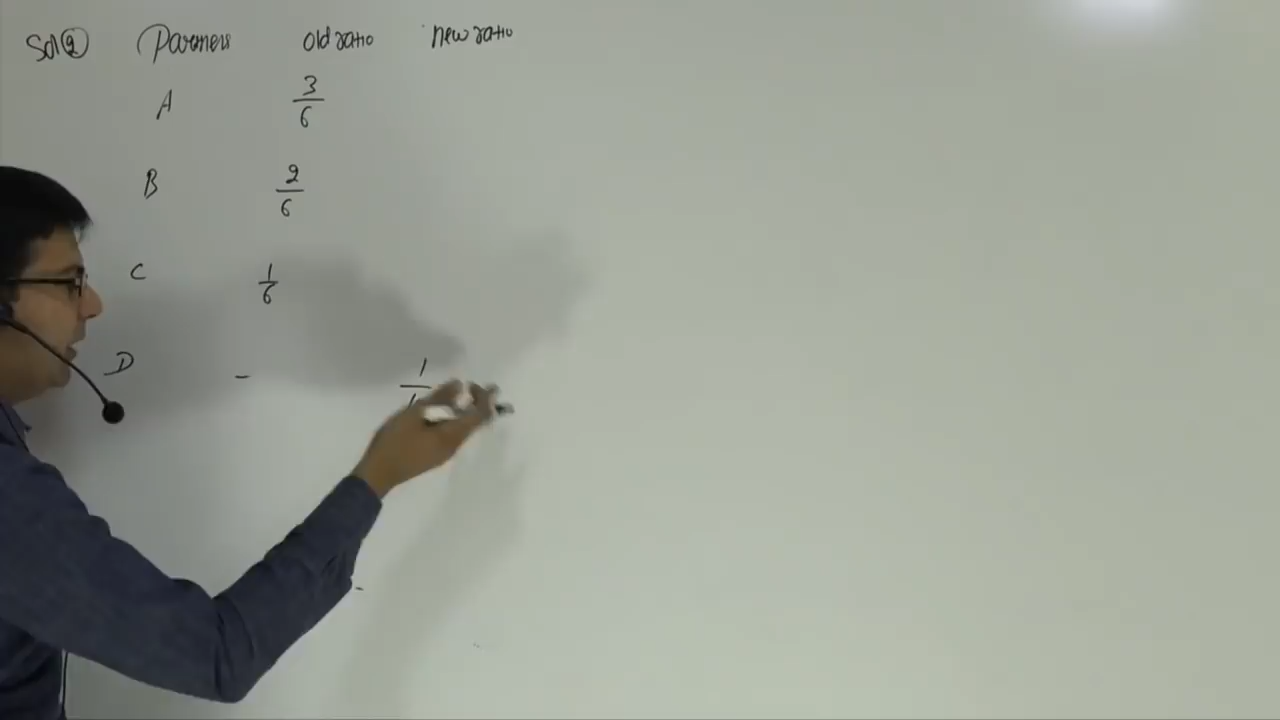 Sol 2 Partners Old ratio new ratio
A 3/6
B 2/6
C 1/6
D - 1/